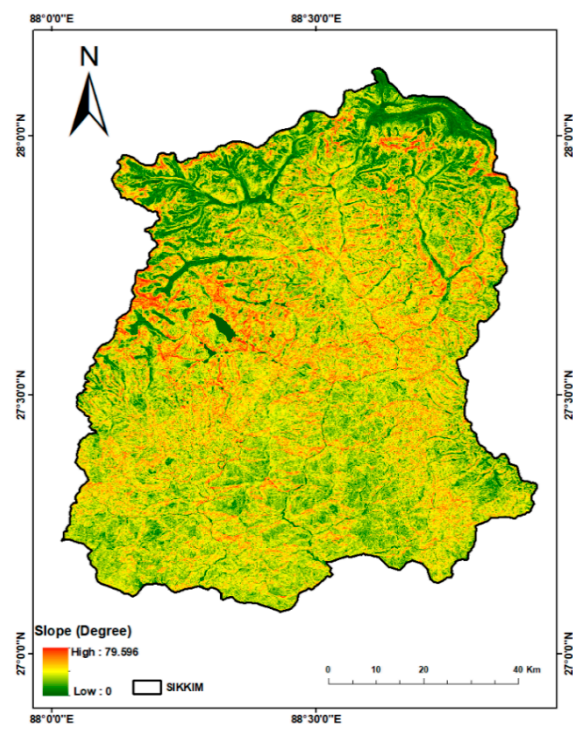 88°0'0"E 88°30'0"E
N
28°0'0"N 28°0'0"N
27°30'0"N 27°30'0"N
27°0'0"N 27°0'0"N
Slope (Degree)
High : 79.596
Low : 0
SIKKIM
0 10 20 40 Km
88°0'0"E 88°30'0"E